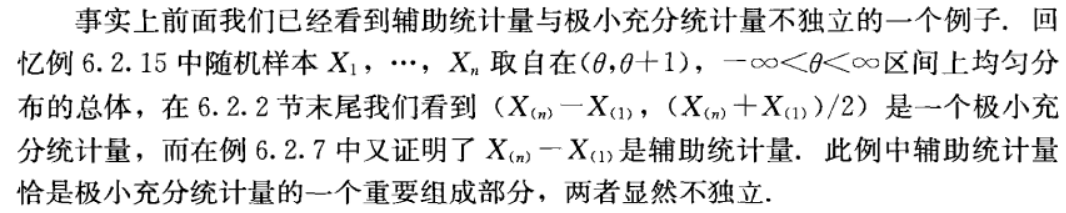 事实上前面我们已经看到辅助统计量与极小充分统计量不独立的一个例子. 回
忆例 6.2.15 中随机样本 X₁, …, Xₙ 取自在(θ,θ+1), −∞<θ<∞区间上均匀分
布的总体, 在 6.2.2 节末尾我们看到 (X₍ₙ₎−X₍₁₎, (X₍ₙ₎+X₍₁₎)/2) 是一个极小充
分统计量, 而在例 6.2.7 中又证明了 X₍ₙ₎−X₍₁₎是辅助统计量. 此例中辅助统计量
恰是极小充分统计量的一个重要组成部分, 两者显然不独立.